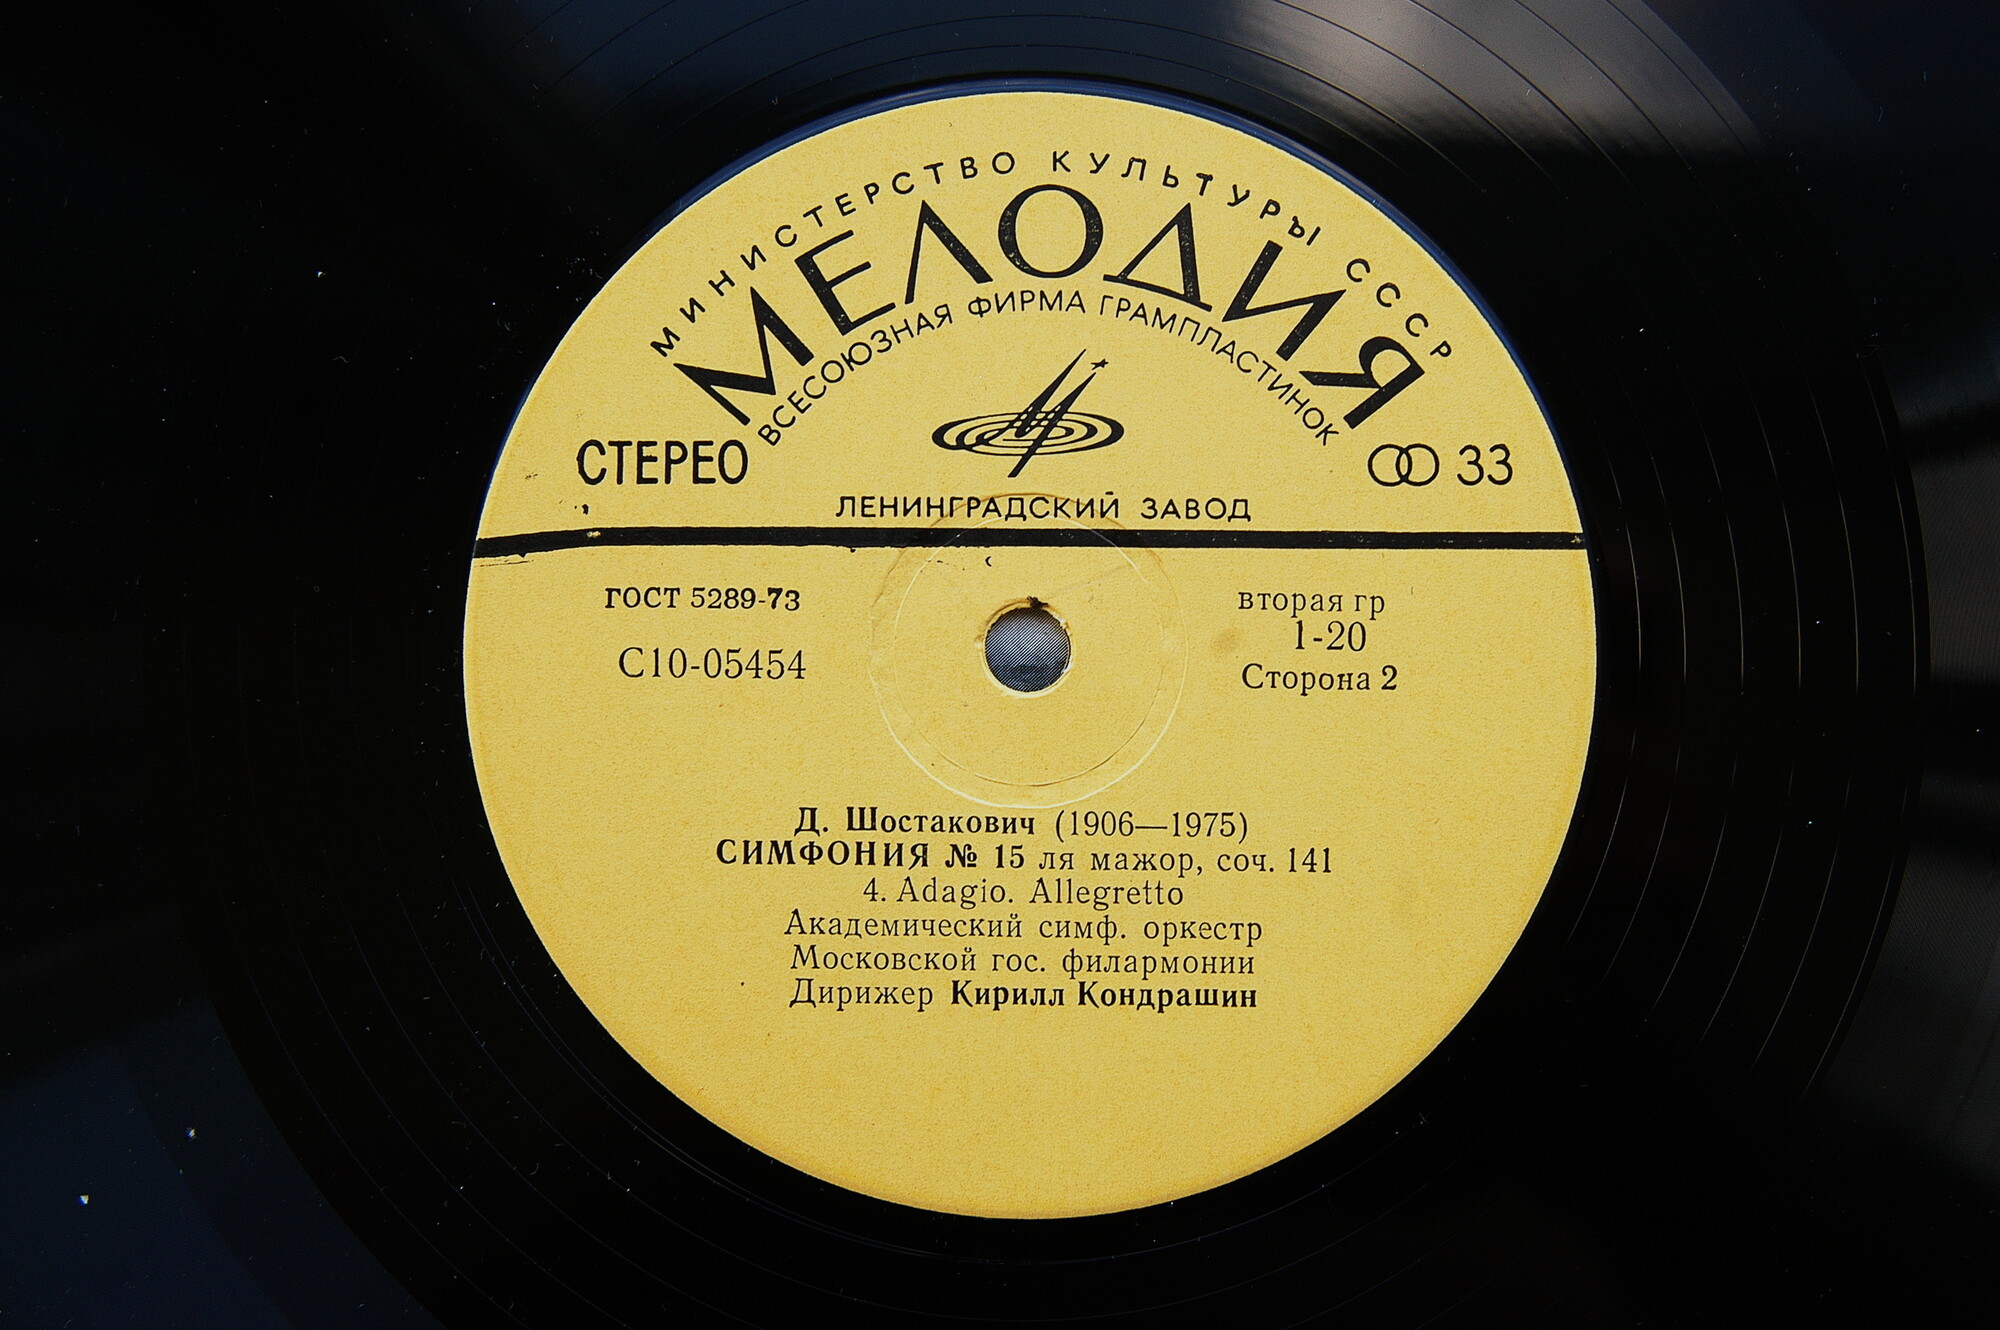 МИНИСТЕРСТВО КУЛЬТУРЫ СССР
МЕЛОДИЯ
ВСЕСОЮЗНАЯ ФИРМА ГРАМПЛАСТИНОК
СТЕРЕО
33
ЛЕНИНГРАДСКИЙ ЗАВОД
ГОСТ 5289-73
С10-05454
вторая гр
1-20
Сторона 2
Д. Шостакович (1906—1975)
СИМФОНИЯ № 15 ля мажор, соч. 141
4. Adagio. Allegretto
Академический симф. оркестр
Московской гос. филармонии
Дирижер Кирилл Кондрашин